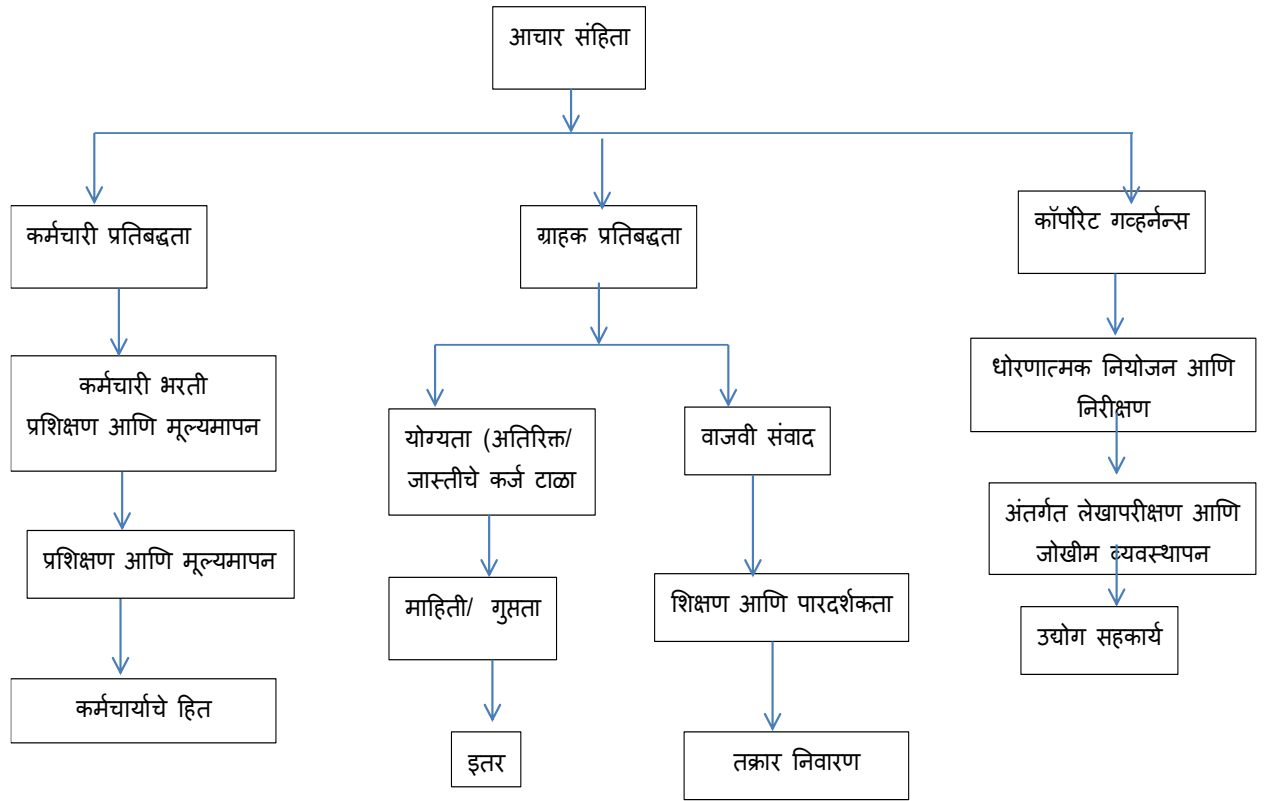 आचार संहिता
कर्मचारी प्रतिबद्धता
ग्राहक प्रतिबद्धता
कॉर्पोरेट गव्हर्नन्स
कर्मचारी भरती
प्रशिक्षण आणि मूल्यमापन
योग्यता (अतिरिक्त/
जास्तीचे कर्ज टाळा
वाजवी संवाद
धोरणात्मक नियोजन आणि
निरीक्षण
प्रशिक्षण आणि मूल्यमापन
माहिती/ गुप्तता
शिक्षण आणि पारदर्शकता
अंतर्गत लेखापरीक्षण आणि
जोखीम व्यवस्थापन
कर्मचार्याचे हित
इतर
तक्रार निवारण
उद्योग सहकार्य